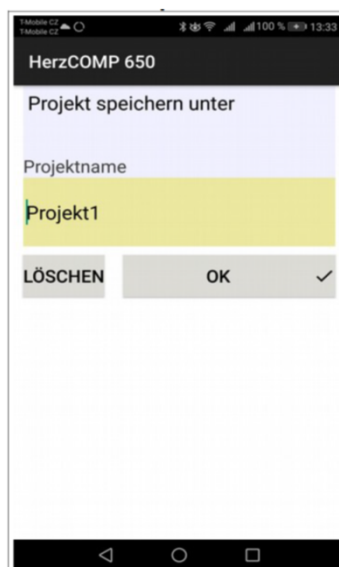 T-Mobile CZ
T-Mobile CZ
100 % 13:33
HerzCOMP 650
Projekt speichern unter
Projektname
Projekt1
LÖSCHEN OK